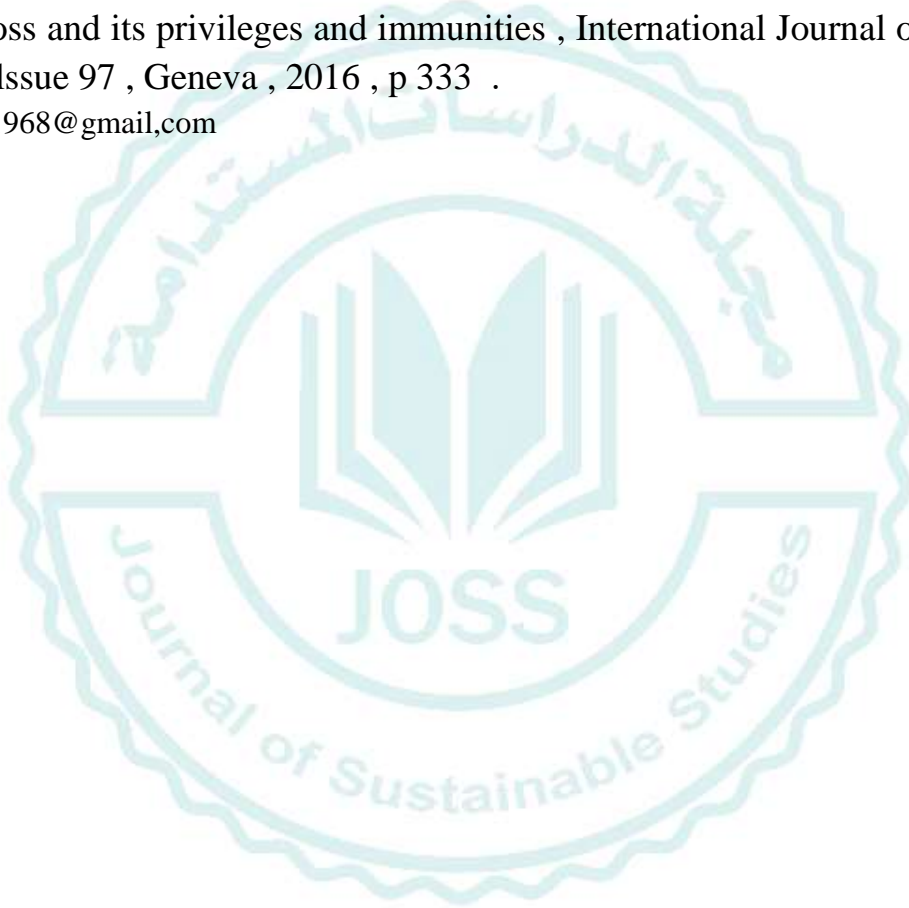 oss and its privileges and immunities , International Journal o
lssue 97 , Geneva , 2016 , p 333 .
968@gmail,com
مجلة الدراسات المستدامة
JOSS
Journal of Sustainable Studies